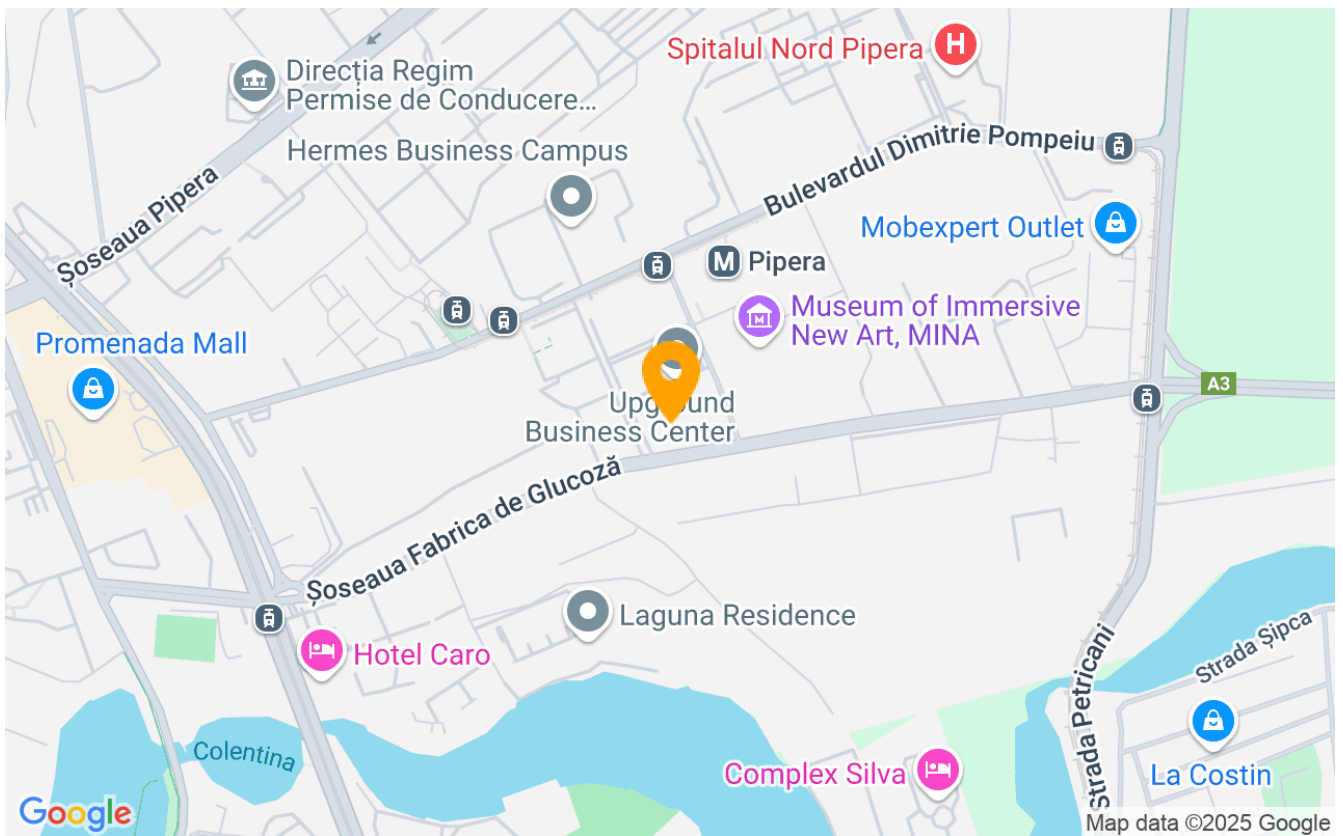 Spitalul Nord Pipera
H
Direcția Regim
Permise de Conducere...
Bulevardul Dimitrie Pompeiu
Hermes Business Campus
Șoseaua Pipera
Mobexpert Outlet
M Pipera
Museum of Immersive
New Art, MINA
Promenada Mall
A3
Business Center
Șoseaua Fabrica de Glucoză
Laguna Residence
Hotel Caro
Strada Petricani
Strada Șipca
Colentina
Complex Silva
La Costin
Google
Map data ©2025 Google